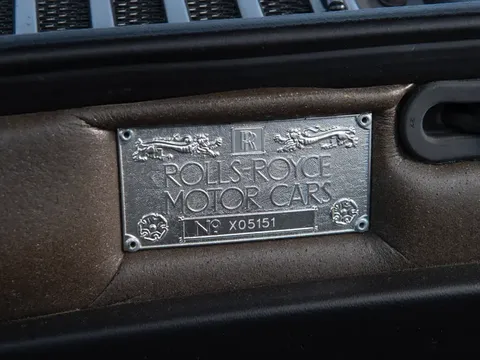 RR
ROLLS-ROYCE
MOTOR CARS
No X05151